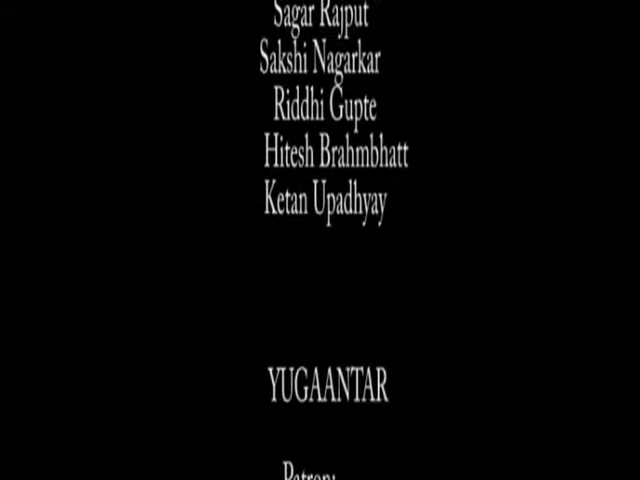 Sagar Rajput
Sakshi Nagarkar
Riddhi Gupte
Hitesh Brahmbhatt
Ketan Upadhyay
YUGAANTAR